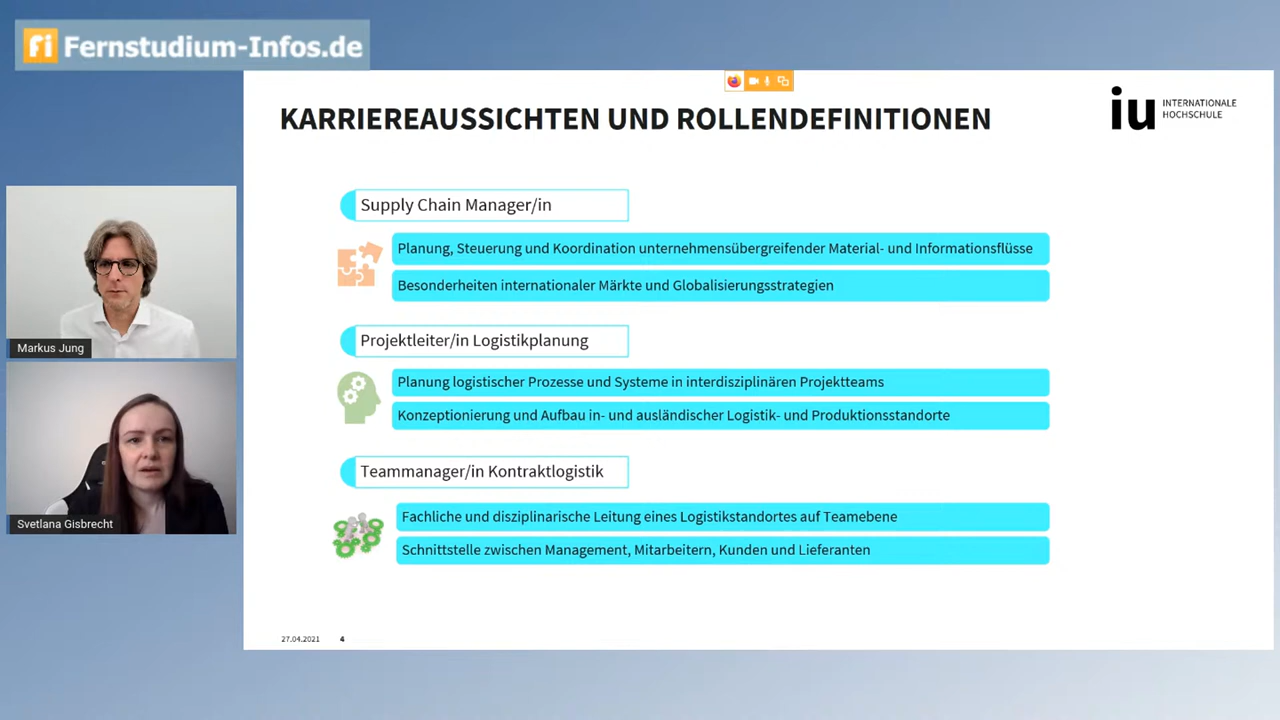 fi Fernstudium-Infos.de
KARRIEREAUSSICHTEN UND ROLLENDEFINITIONEN
iu INTERNATIONALE
HOCHSCHULE
Supply Chain Manager/in
Planung, Steuerung und Koordination unternehmensübergreifender Material- und Informationsflüsse
Besonderheiten internationaler Märkte und Globalisierungsstrategien
Projektleiter/in Logistikplanung
Planung logistischer Prozesse und Systeme in interdisziplinären Projektteams
Konzeptionierung und Aufbau in- und ausländischer Logistik- und Produktionsstandorte
Teammanager/in Kontraktlogistik
Fachliche und disziplinarische Leitung eines Logistikstandortes auf Teamebene
Schnittstelle zwischen Management, Mitarbeitern, Kunden und Lieferanten
Markus Jung
Svetlana Gisbrecht
27.04.2021 4